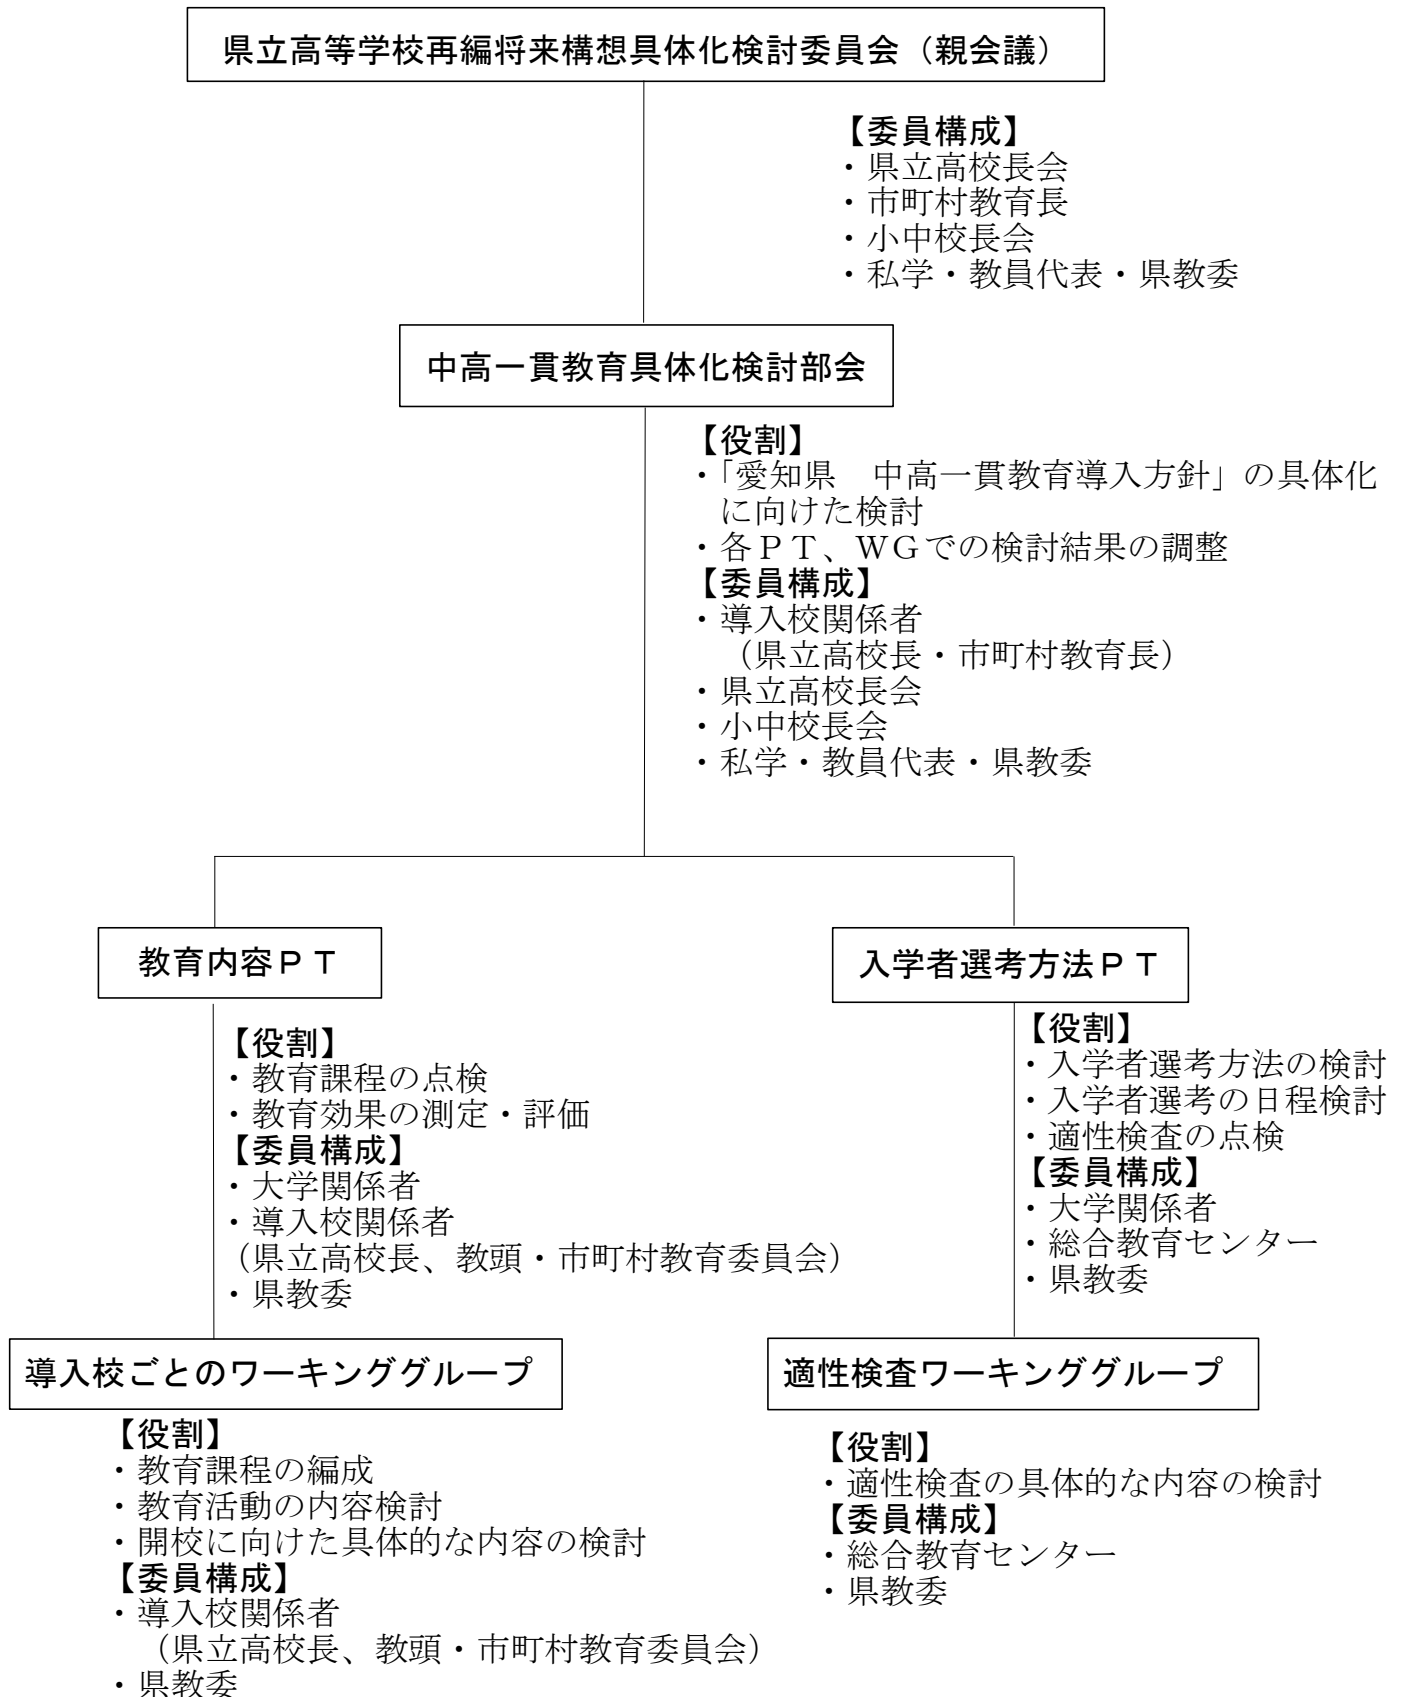 県立高等学校再編将来構想具体化検討委員会（親会議）
【委員構成】
・県立高校長会
・市町村教育長
・小中校長会
・私学・教員代表・県教委
中高一貫教育具体化検討部会
【役割】
・「愛知県　中高一貫教育導入方針」の具体化
に向けた検討
・各ＰＴ、ＷＧでの検討結果の調整
【委員構成】
・導入校関係者
（県立高校長・市町村教育長）
・県立高校長会
・小中校長会
・私学・教員代表・県教委
教育内容ＰＴ
【役割】
・教育課程の点検
・教育効果の測定・評価
【委員構成】
・大学関係者
・導入校関係者
（県立高校長、教頭・市町村教育委員会）
・県教委
入学者選考方法ＰＴ
【役割】
・入学者選考方法の検討
・入学者選考の日程検討
・適性検査の点検
【委員構成】
・大学関係者
・総合教育センター
・県教委
導入校ごとのワーキンググループ
【役割】
・教育課程の編成
・教育活動の内容検討
・開校に向けた具体的な内容の検討
【委員構成】
・導入校関係者
（県立高校長、教頭・市町村教育委員会）
・県教委
適性検査ワーキンググループ
【役割】
・適性検査の具体的な内容の検討
【委員構成】
・総合教育センター
・県教委